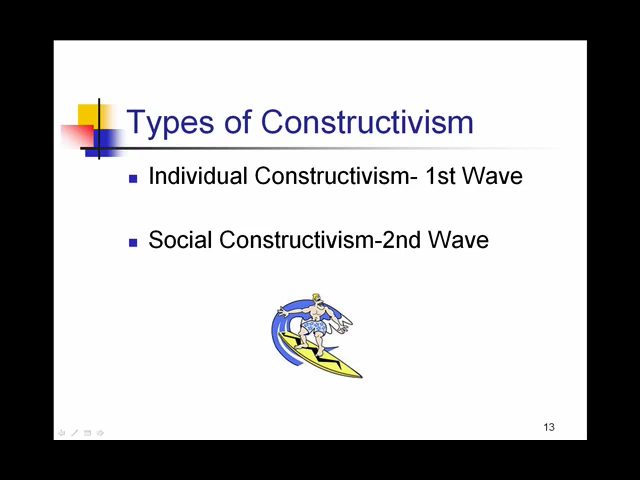 Types of Constructivism
Individual Constructivism- 1st Wave
Social Constructivism-2nd Wave
13